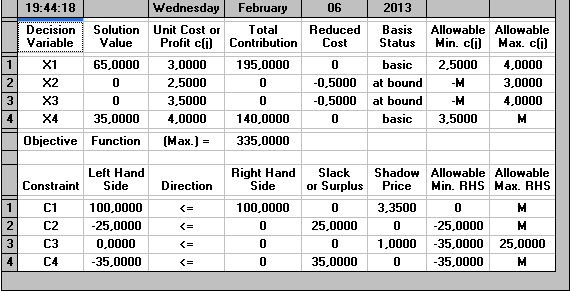 19:44:18 Wednesday February 06 2013
Decision Solution Unit Cost or Total Reduced Basis Allowable Allowable
Variable Value Profit c(j) Contribution Cost Status Min. c(j) Max. c(j)
1 X1 65,0000 3,0000 195,0000 0 basic 2,5000 4,0000
2 X2 0 2,5000 0 -0,5000 at bound -M 3,0000
3 X3 0 3,5000 0 -0,5000 at bound -M 4,0000
4 X4 35,0000 4,0000 140,0000 0 basic 3,5000 M
Objective Function (Max.) = 335,0000
Left Hand Right Hand Slack Shadow Allowable Allowable
Constraint Side Direction Side or Surplus Price Min. RHS Max. RHS
1 C1 100,0000 <= 100,0000 0 3,3500 0 M
2 C2 -25,0000 <= 0 25,0000 0 -25,0000 M
3 C3 0,0000 <= 0 0 1,0000 -35,0000 25,0000
4 C4 -35,0000 <= 0 35,0000 0 -35,0000 M